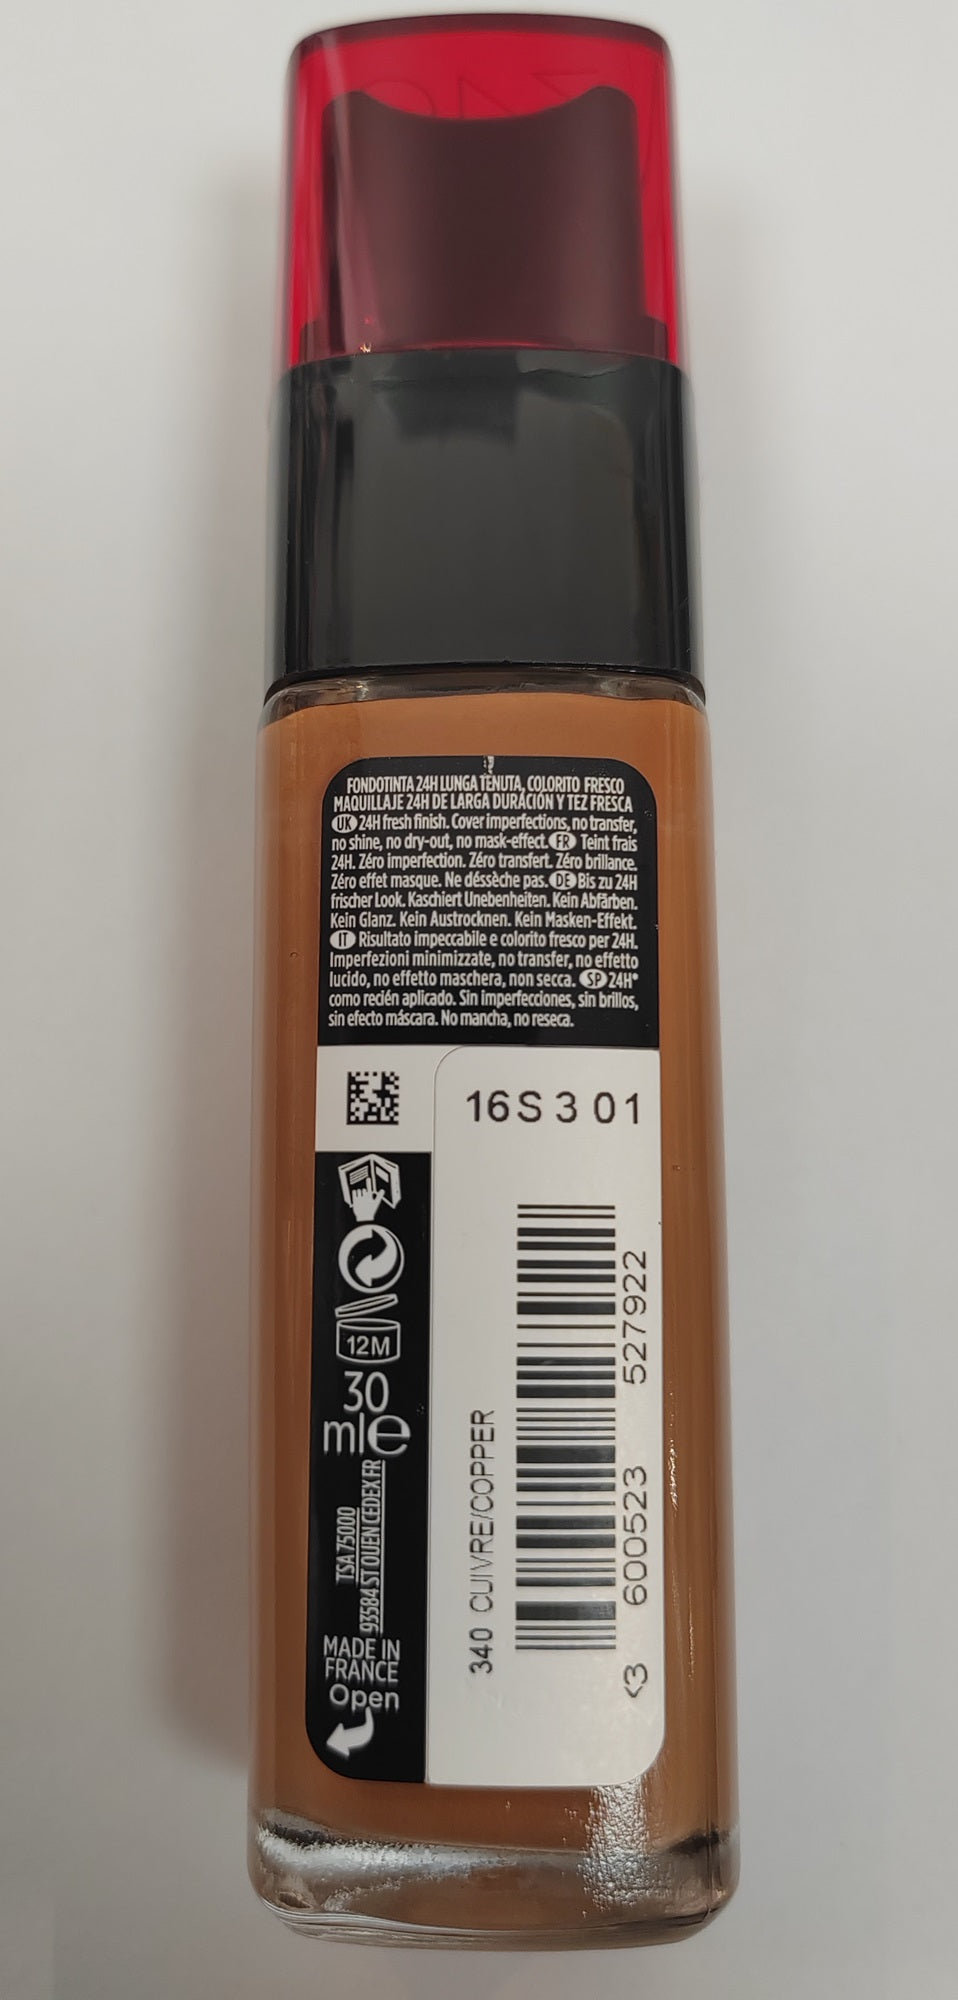 FONDOTINTA 24H LUNGA TENUTA, COLORITO FRESCO
MAQUILLAJE 24H DE LARGA DURACIÓN Y TEZ FRESCA
UK 24H fresh finish. Cover imperfections, no transfer,
no shine, no dry-out, no mask-effect. FR Teint frais
24H. Zéro imperfection. Zéro transfert. Zéro brillance.
Zéro effet masque. Ne déssèche pas. DE Bis zu 24H
frischer Look. Kaschiert Unebenheiten. Kein Abfärben.
Kein Glanz. Kein Austrocknen. Kein Masken-Effekt.
IT Risultato impeccabile e colorito fresco per 24H.
Imperfezioni minimizzate, no transfer, no effetto
lucido, no effetto maschera, non secca. SP 24H*
como recién aplicado. Sin imperfecciones, sin brillos,
sin efecto máscara. No mancha, no reseca.
16S301
12M
30
ml e
TSA 75000
93584 ST OUEN CEDEX FR
MADE IN
FRANCE
Open
340 CUIVRE/COPPER
<3 600523 527922